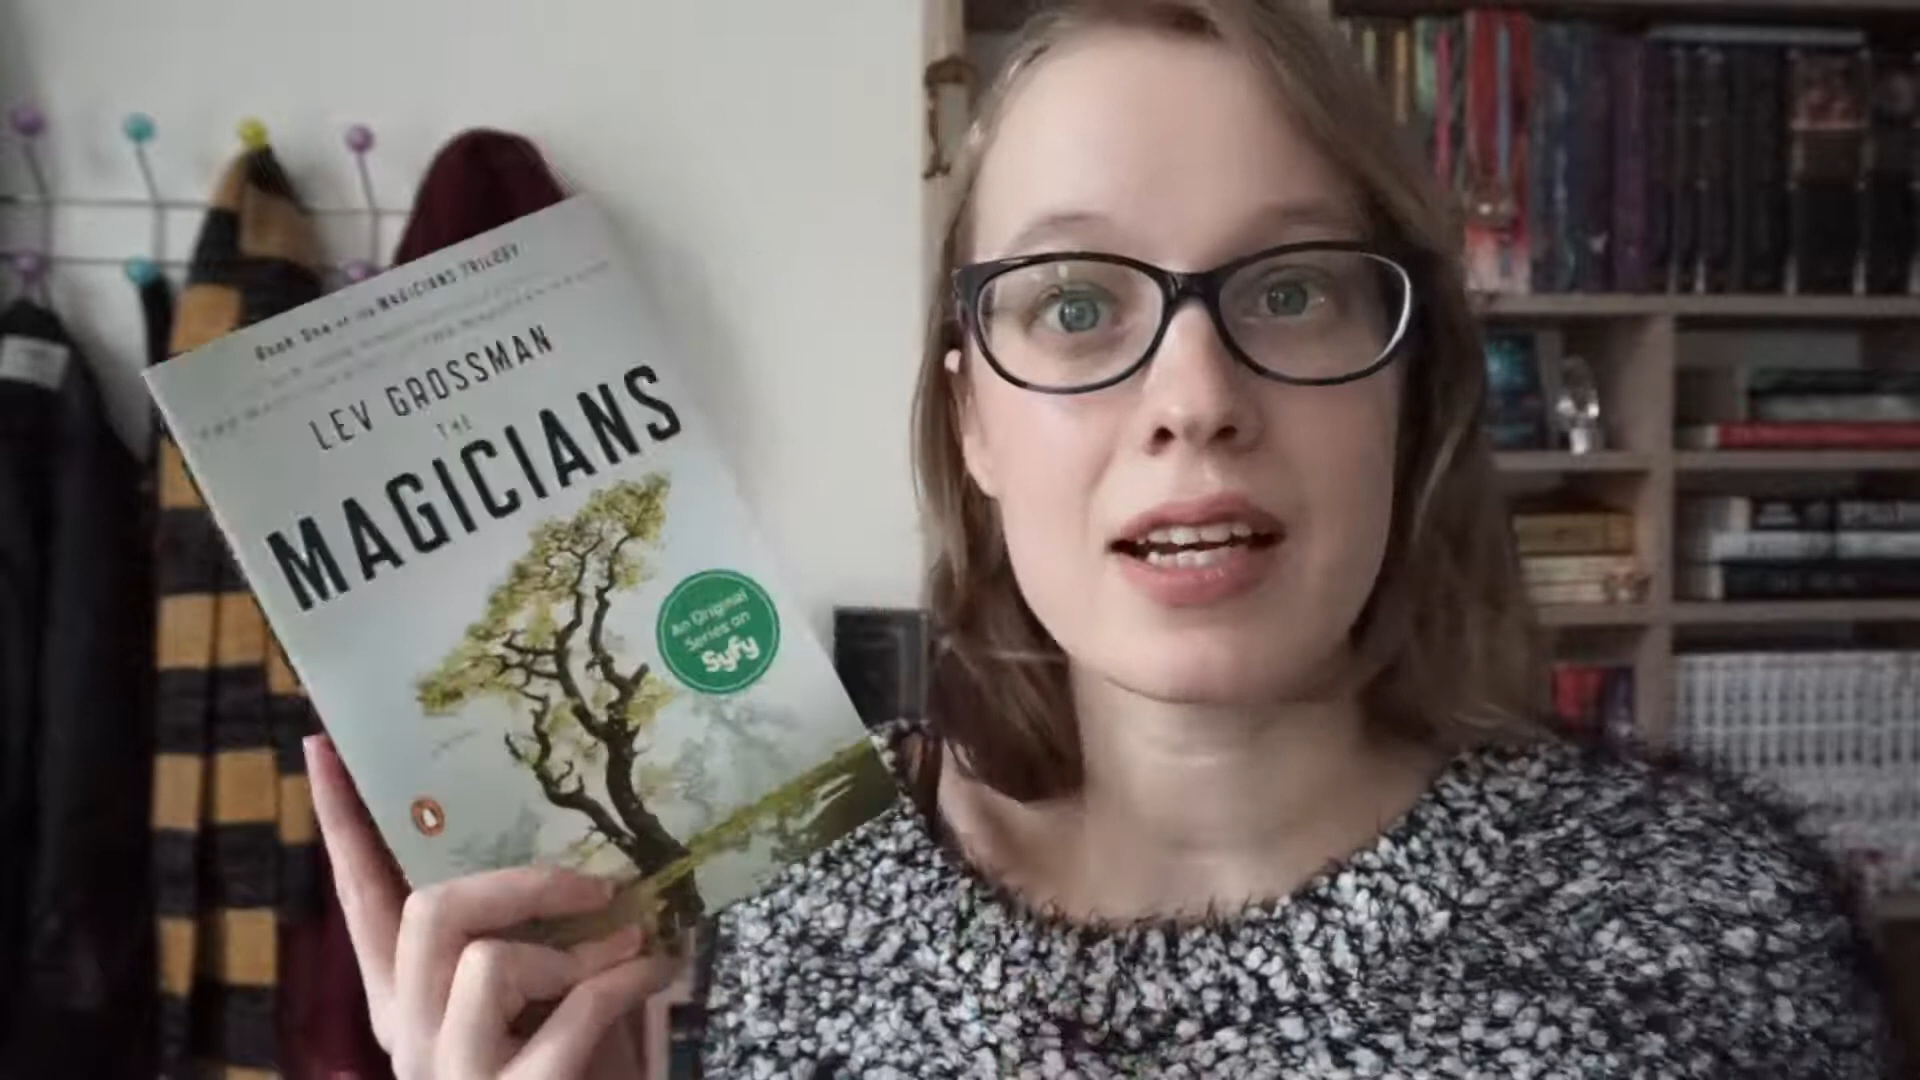 Book One of the MAGICIANS TRILOGY
LEV GROSSMAN
THE
MAGICIANS
An Original
Series on
Syfy